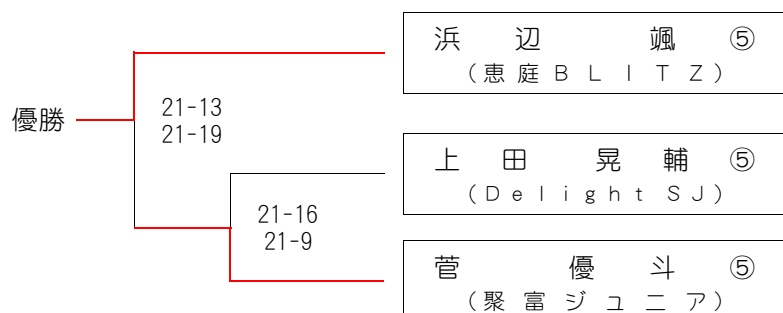 浜辺 颯 ⑤
(恵庭BLITZ)
優勝
21-13
21-19
上田 晃輔 ⑤
(Delight SJ)
21-16
21-9
菅 優斗 ⑤
(聚富ジュニア)